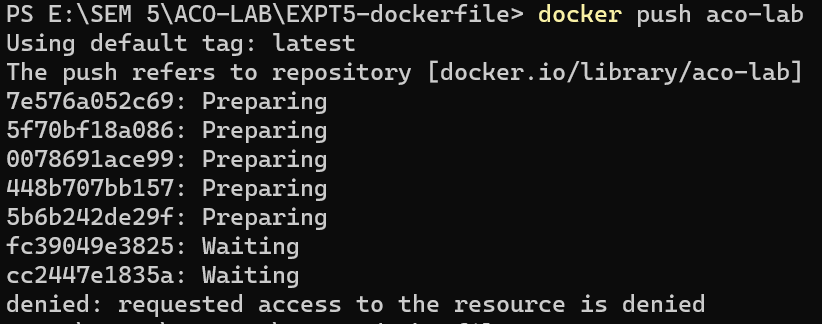 PS E:\SEM 5\ACO-LAB\EXPT5-dockerfile> docker push aco-lab
Using default tag: latest
The push refers to repository [docker.io/library/aco-lab]
7e576a052c69: Preparing
5f70bf18a086: Preparing
0078691ace99: Preparing
448b707bb157: Preparing
5b6b242de29f: Preparing
fc39049e3825: Waiting
cc2447e1835a: Waiting
denied: requested access to the resource is denied